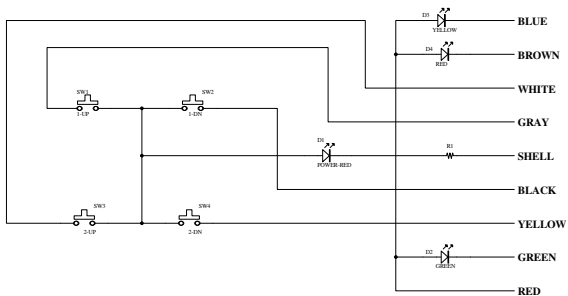 D3
YELLOW
BLUE
D4
RED
BROWN
WHITE
SW1
1-UP
SW2
1-DN
GRAY
D1
POWER-RED
R1
SHELL
BLACK
SW3
2-UP
SW4
2-DN
YELLOW
D2
GREEN
GREEN
RED